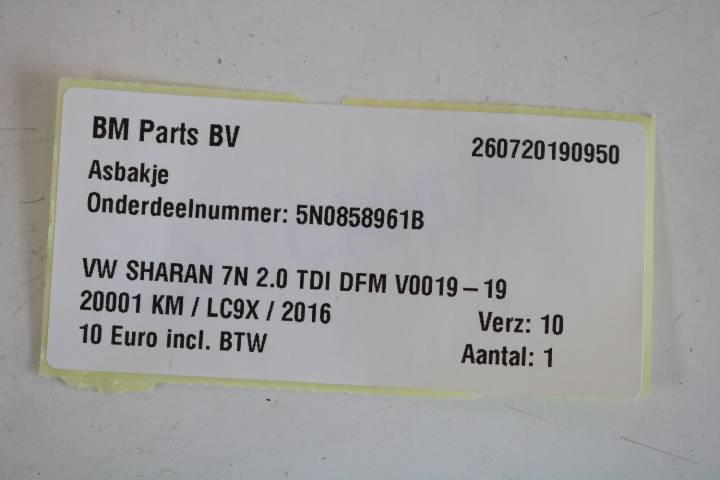 BM Parts BV
260720190950
Asbakje
Onderdeelnummer: 5N0858961B
VW SHARAN 7N 2.0 TDI DFM V0019-19
20001 KM / LC9X / 2016
Verz: 10
10 Euro incl. BTW
Aantal: 1